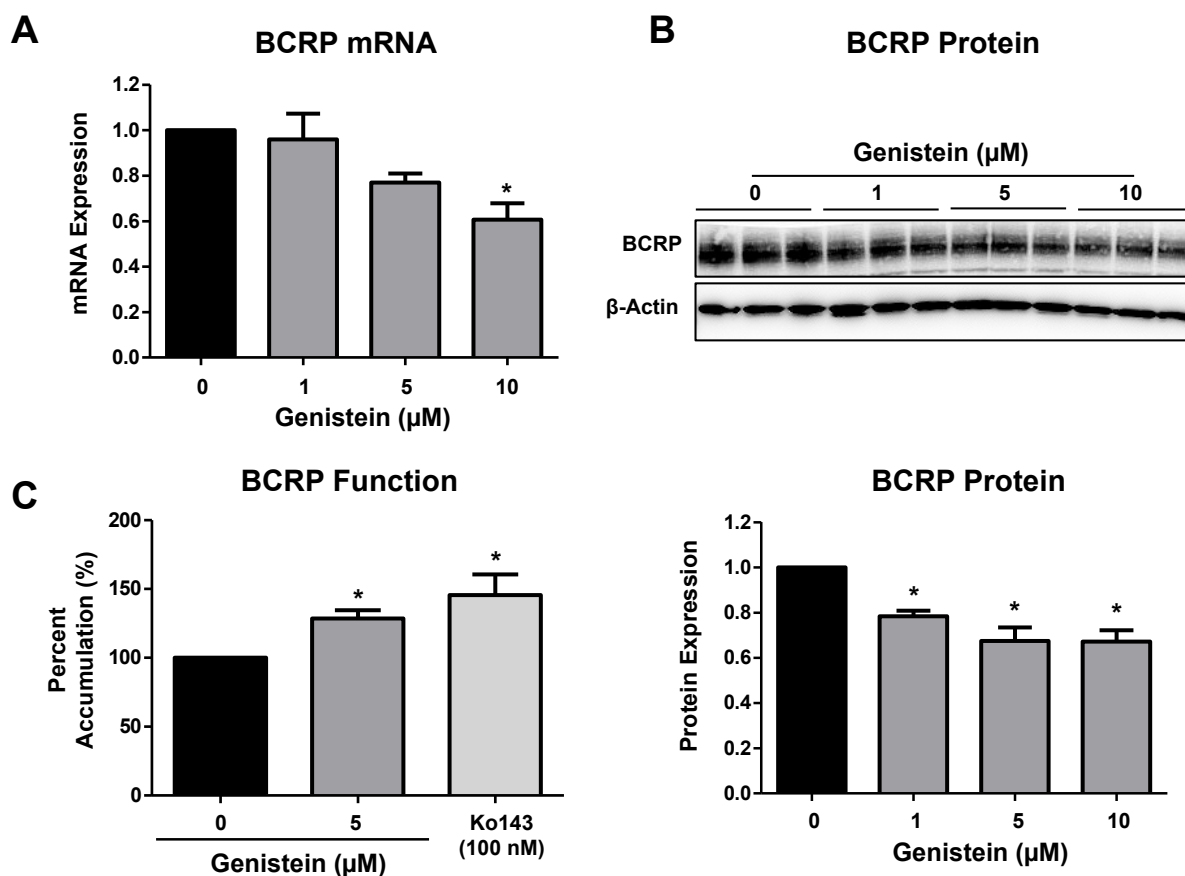 A
BCRP mRNA
mRNA Expression
1.2
1.0
0.8
0.6
0.4
0.2
0.0
*
0 1 5 10
Genistein (µM)
B
BCRP Protein
Genistein (µM)
0 1 5 10
BCRP
β-Actin
C
BCRP Function
Percent
Accumulation (%)
200
150
100
50
0
* *
0 5 Ko143
(100 nM)
Genistein (µM)
BCRP Protein
Protein Expression
1.2
1.0
0.8
0.6
0.4
0.2
0.0
* * *
0 1 5 10
Genistein (µM)